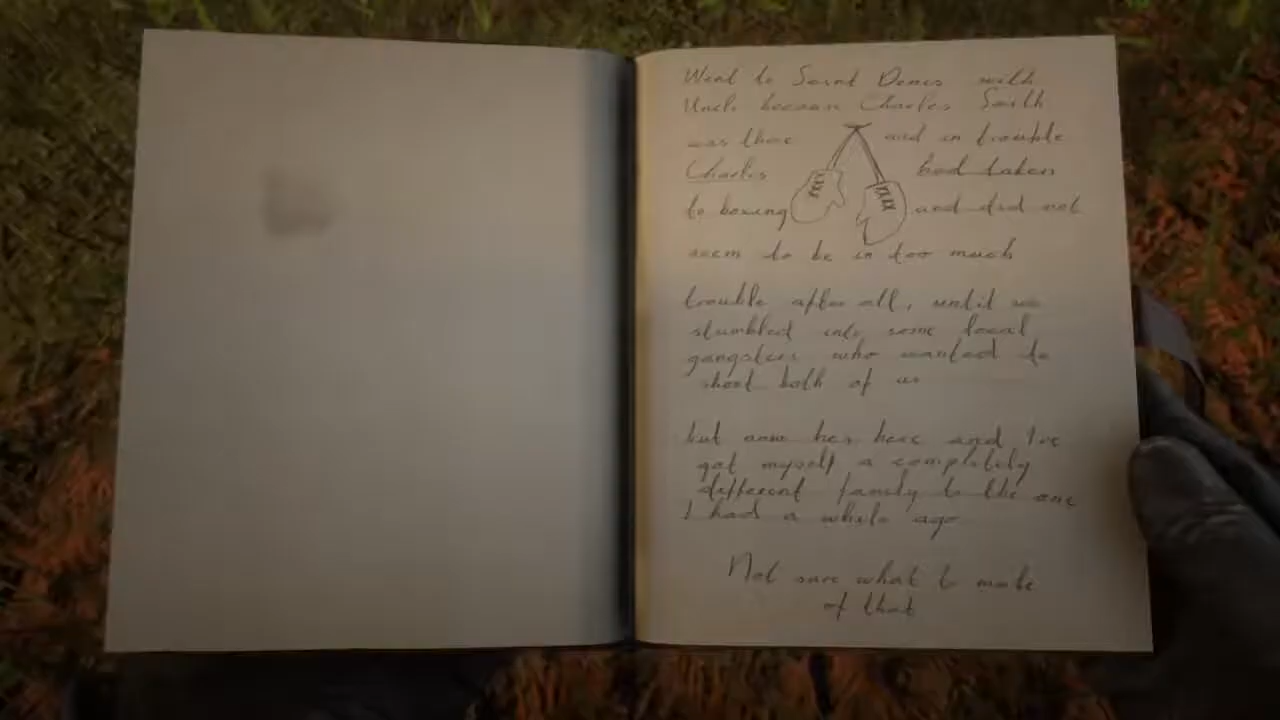 Went to Saint Denis with
Uncle because Charles Smith
was there and in trouble
Charles had taken
to boxing and did not
seem to be in too much
trouble after all, until we
stumbled into some local
gangsters who wanted to
shoot both of us
but now hes here and I've
got myself a completely
different family to the one
I had a while ago
Not sure what to make
of that